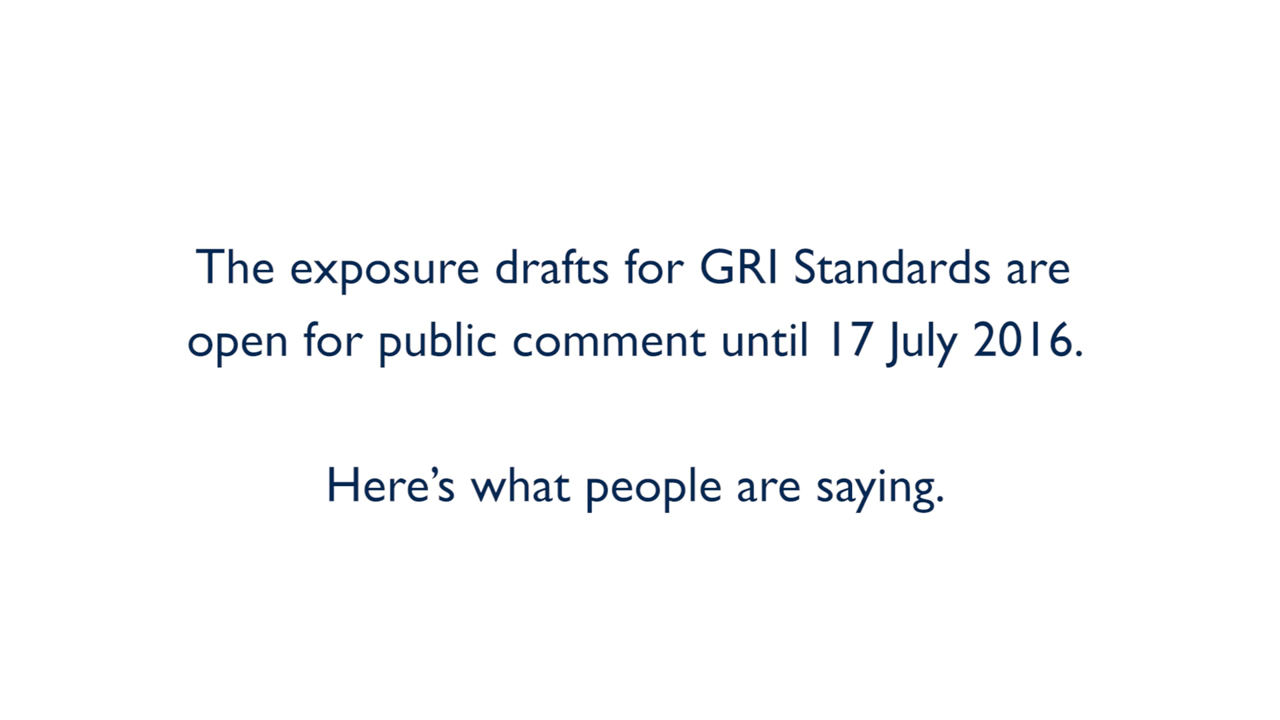 The exposure drafts for GRI Standards are
open for public comment until 17 July 2016.
Here’s what people are saying.